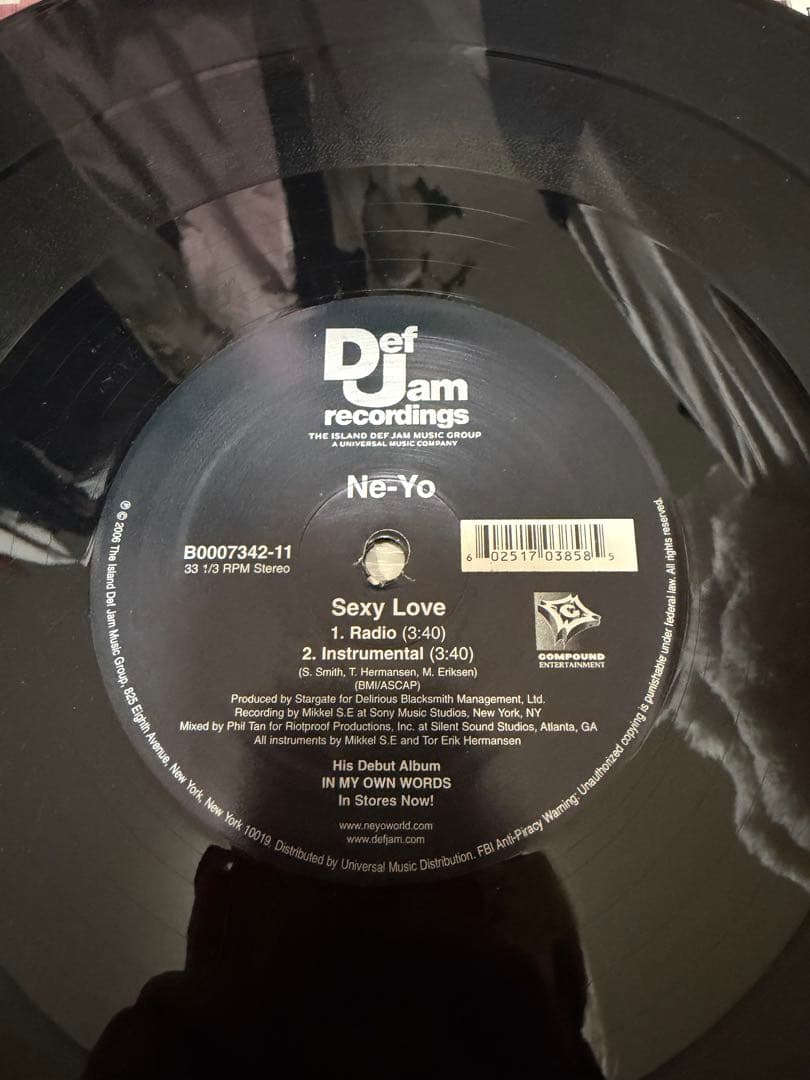 Def Jam
recordings
THE ISLAND DEF JAM MUSIC GROUP
A UNIVERSAL MUSIC COMPANY
Ne-Yo
B0007342-11
33 1/3 RPM Stereo
6 02517 03858 5
Sexy Love
1. Radio (3:40)
2. Instrumental (3:40)
(S. Smith, T. Hermansen, M. Eriksen)
(BMI/ASCAP)
COMPOUND
ENTERTAINMENT
Produced by Stargate for Delirious Blacksmith Management, Ltd.
Recording by Mikkel S.E at Sony Music Studios, New York, NY
Mixed by Phil Tan for Riotproof Productions, Inc. at Silent Sound Studios, Atlanta, GA
All instruments by Mikkel S.E and Tor Erik Hermansen
His Debut Album
IN MY OWN WORDS
In Stores Now!
www.neyoworld.com
www.defjam.com
℗ © 2006 The Island Def Jam Music Group, 825 Eighth Avenue, New York, New York 10019. Distributed by Universal Music Distribution. FBI Anti-Piracy Warning: Unauthorized copying is punishable under federal law. All rights reserved.